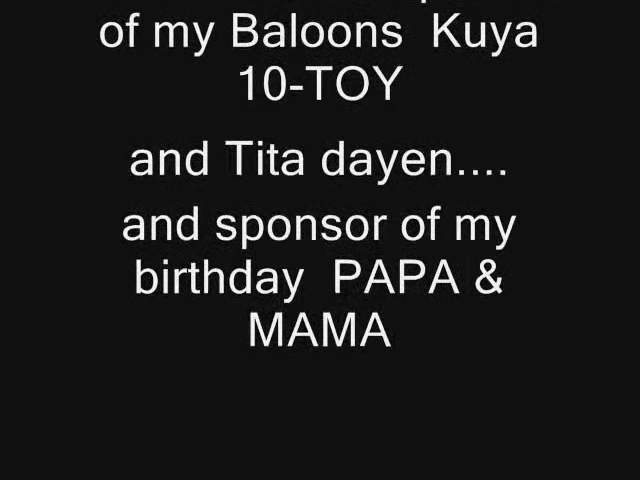 of my Baloons  Kuya
10-TOY
and Tita dayen....
and sponsor of my
birthday  PAPA &
MAMA